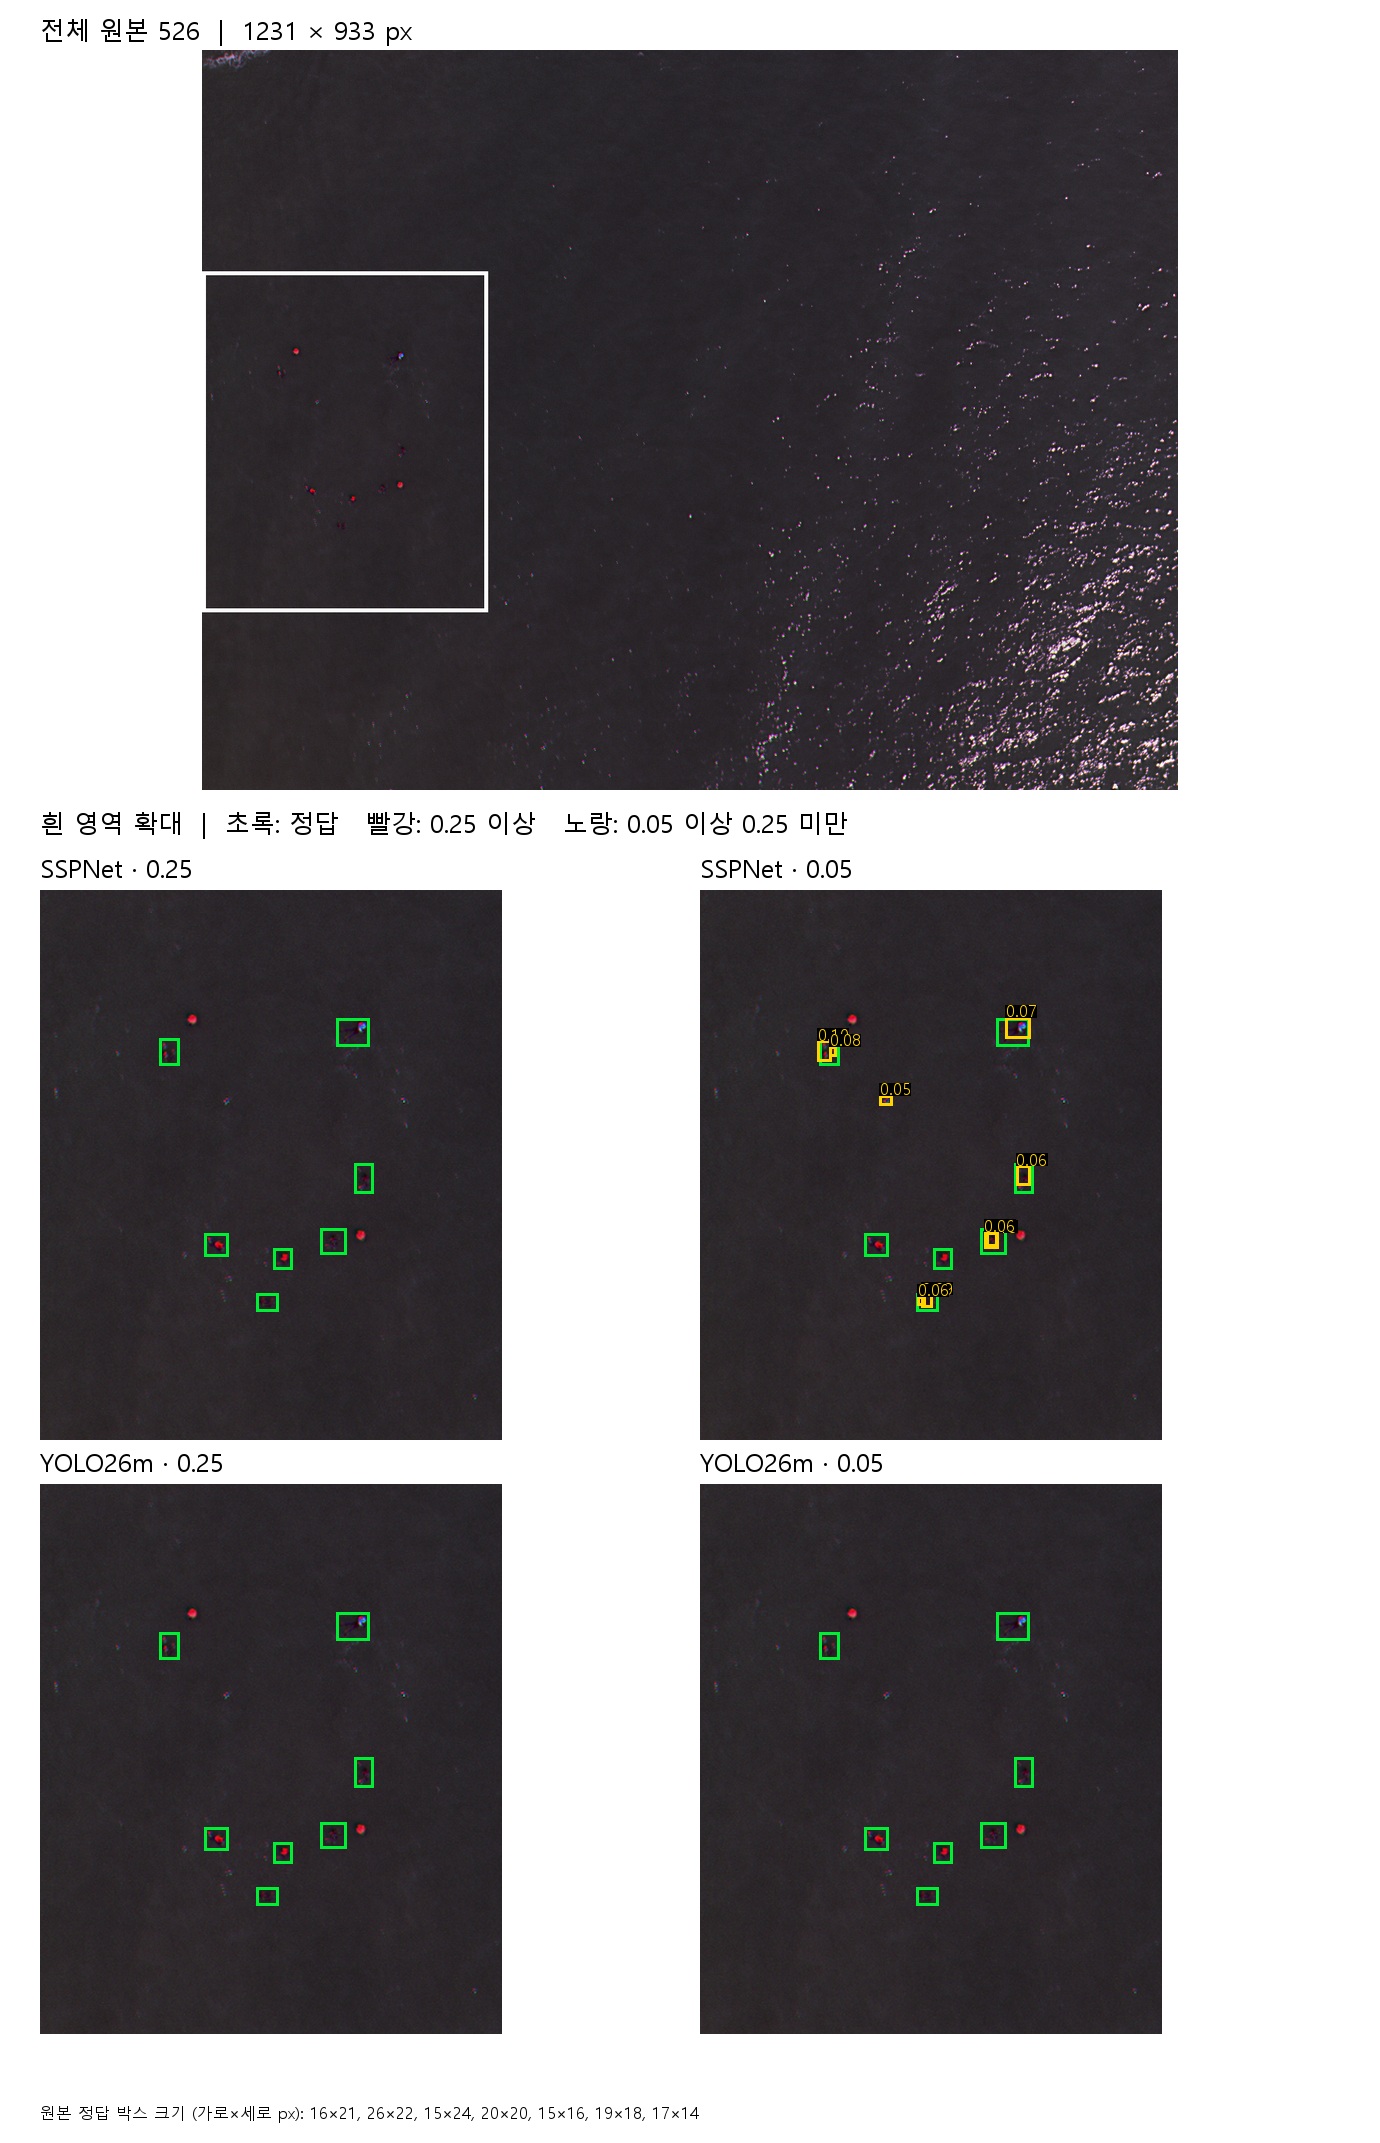 전체 원본 526 | 1231 × 933 px
흰 영역 확대 | 초록: 정답 빨강: 0.25 이상 노랑: 0.05 이상 0.25 미만
SSPNet · 0.25
SSPNet · 0.05
0.07
0.08
0.05
0.06
0.06
0.06
YOLO26m · 0.25
YOLO26m · 0.05
원본 정답 박스 크기 (가로×세로 px): 16×21, 26×22, 15×24, 20×20, 15×16, 19×18, 17×14